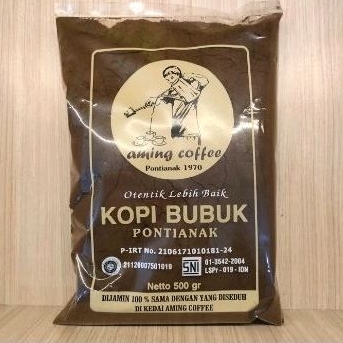 aming coffee
Pontianak 1970
Otentik Lebih Baik
KOPI BUBUK
PONTIANAK
P-IRT No. 2106171010181-24
21120007501019
SNI
01-3542-2004
LSPr - 019 - IDN
Netto 500 gr
DIJAMIN 100 % SAMA DENGAN YANG DISEDUH
DI KEDAI AMING COFFEE